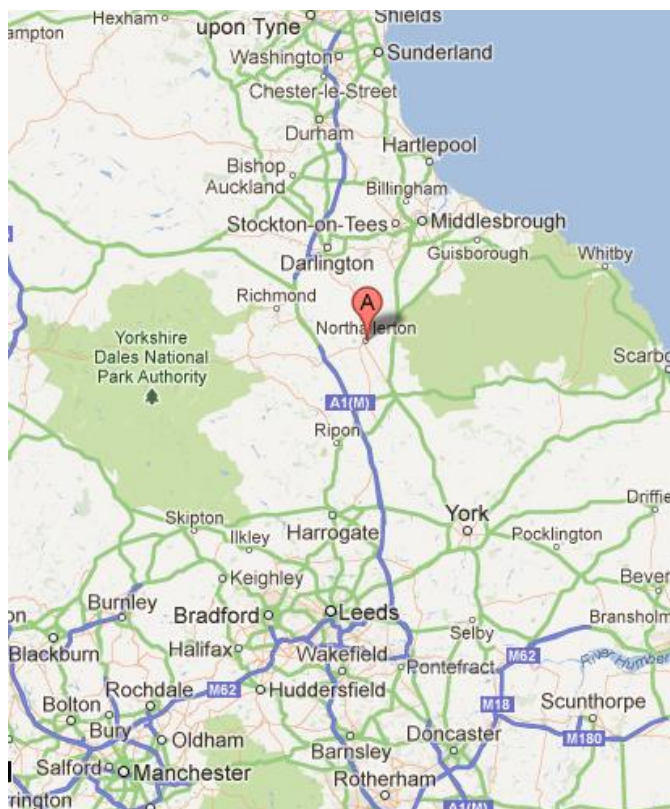 Hexham
Shields
upon Tyne
Washington
Sunderland
Chester-le-Street
Durham
Hartlepool
Bishop
Auckland
Billingham
Stockton-on-Tees
Middlesbrough
Darlington
Guisborough
Whitby
Richmond
A
Northallerton
Yorkshire
Dales National
Park Authority
Scarbo
A1(M)
Ripon
Driffie
Skipton
Harrogate
York
Ilkley
Pocklington
Keighley
Bever
Burnley
Bradford
Leeds
Selby
Bransholm
Blackburn
Halifax
Wakefield
Pontefract
M62
River Humber
M62
Rochdale
Huddersfield
M18
Scunthorpe
Bolton
Bury
Oldham
Barnsley
Doncaster
M180
Salford
Manchester
Rotherham
rrington
A1(M)